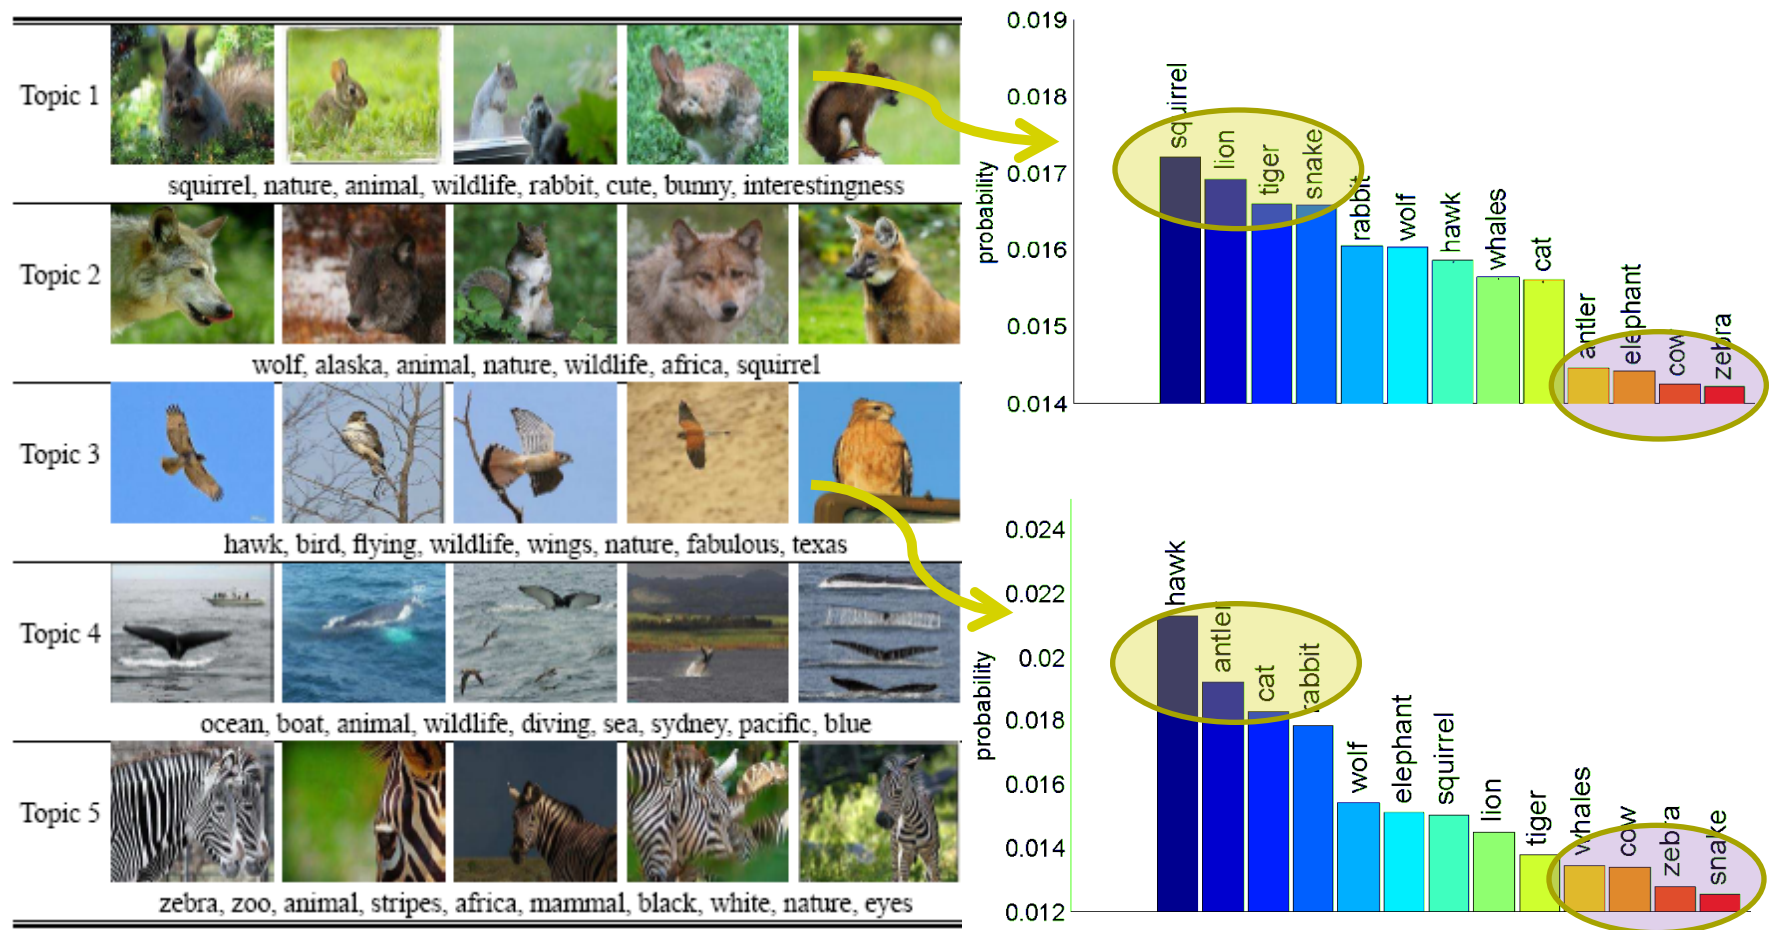 Topic 1
squirrel, nature, animal, wildlife, rabbit, cute, bunny, interestingness
Topic 2
wolf, alaska, animal, nature, wildlife, africa, squirrel
Topic 3
hawk, bird, flying, wildlife, wings, nature, fabulous, texas
Topic 4
ocean, boat, animal, wildlife, diving, sea, sydney, pacific, blue
Topic 5
zebra, zoo, animal, stripes, africa, mammal, black, white, nature, eyes
probability
0.019
0.018
0.017
0.016
0.015
0.014
squirrel
lion
tiger
snake
rabbit
wolf
hawk
whales
cat
antler
elephant
cow
zebra
probability
0.024
0.022
0.02
0.018
0.016
0.014
0.012
hawk
antler
cat
rabbit
wolf
elephant
squirrel
lion
tiger
whales
cow
zebra
snake